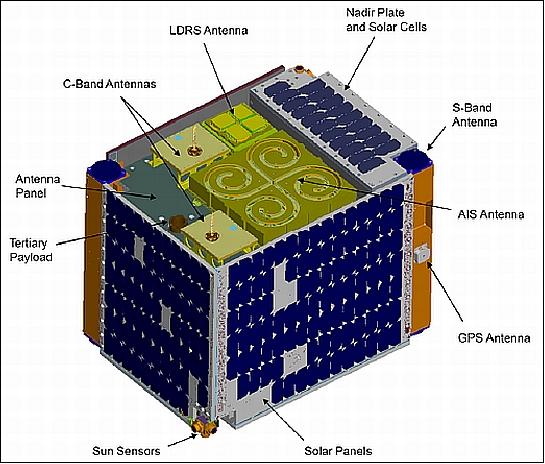 Nadir Plate
and Solar Cells
LDRS Antenna
C-Band Antennas
S-Band
Antenna
Antenna
Panel
AIS Antenna
Tertiary
Payload
GPS Antenna
Sun Sensors
Solar Panels